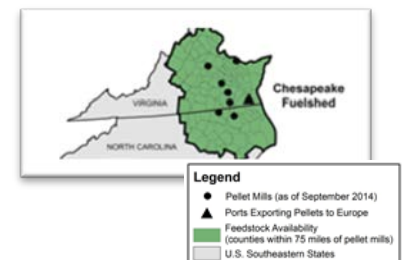 Chesapeake
Fuelshed
VIRGINIA
NORTH CAROLINA
Legend
Pellet Mills (as of September 2014)
Ports Exporting Pellets to Europe
Feedstock Availability
(counties within 75 miles of pellet mills)
U.S. Southeastern States